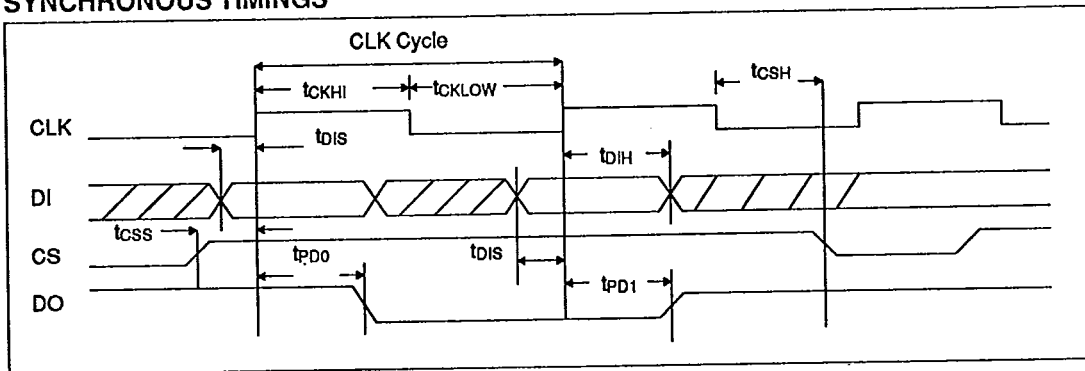 SYNCHRONOUS TIMINGS
CLK Cycle
tCKHI
tCKLOW
tCSH
CLK
tDIS
tDIH
DI
tCSS
CS
tPD0
tDIS
tPD1
DO